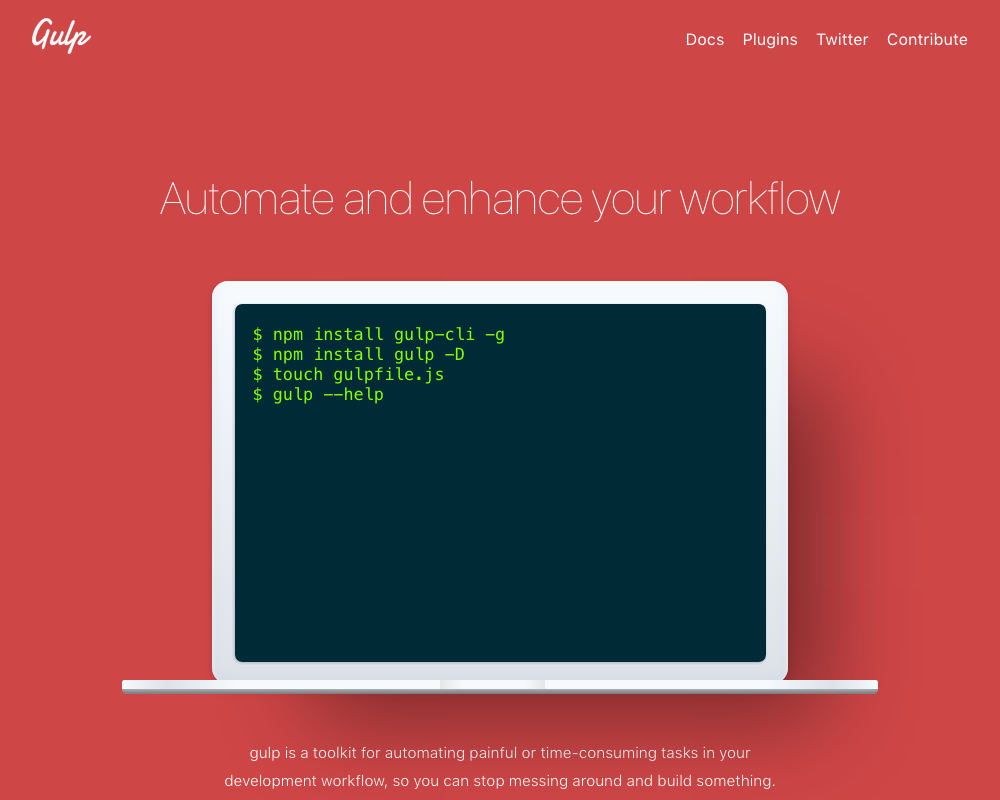 Gulp
Docs Plugins Twitter Contribute
Automate and enhance your workflow
$ npm install gulp-cli -g
$ npm install gulp -D
$ touch gulpfile.js
$ gulp --help
gulp is a toolkit for automating painful or time-consuming tasks in your
development workflow, so you can stop messing around and build something.